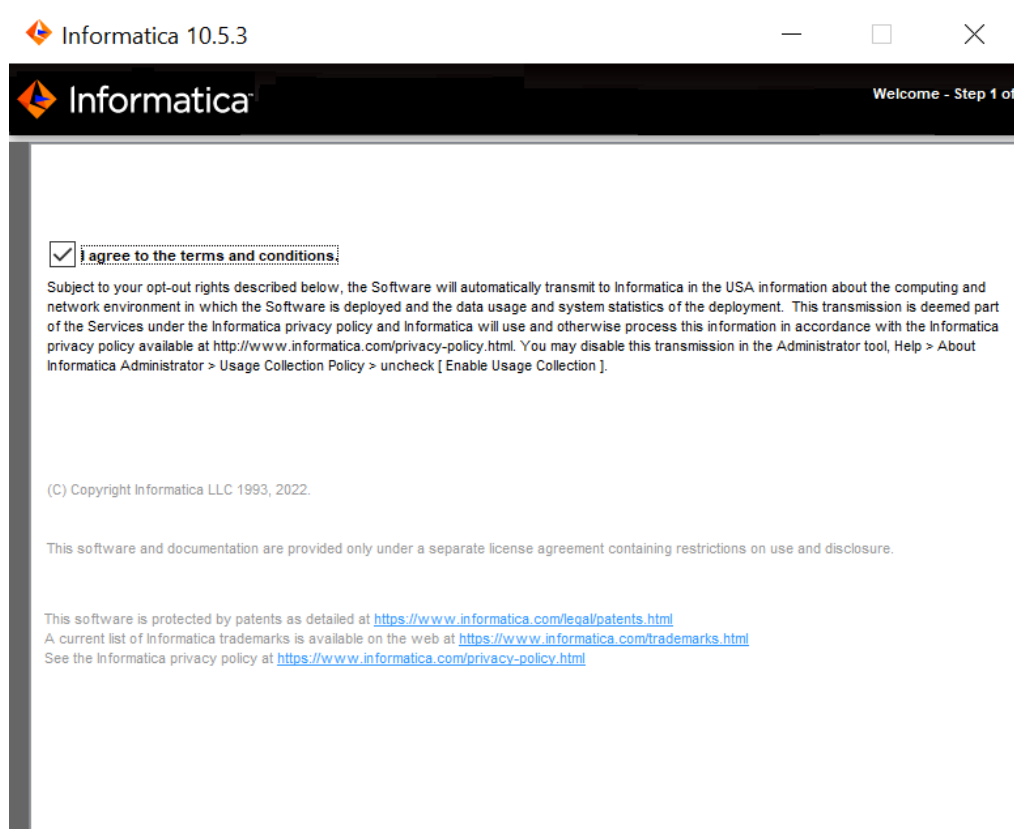 Informatica 10.5.3
Informatica™
Welcome - Step 1 of
I agree to the terms and conditions.
Subject to your opt-out rights described below, the Software will automatically transmit to Informatica in the USA information about the computing and
network environment in which the Software is deployed and the data usage and system statistics of the deployment. This transmission is deemed part
of the Services under the Informatica privacy policy and Informatica will use and otherwise process this information in accordance with the Informatica
privacy policy available at http://www.informatica.com/privacy-policy.html. You may disable this transmission in the Administrator tool, Help > About
Informatica Administrator > Usage Collection Policy > uncheck [ Enable Usage Collection ].
(C) Copyright Informatica LLC 1993, 2022.
This software and documentation are provided only under a separate license agreement containing restrictions on use and disclosure.
This software is protected by patents as detailed at https://www.informatica.com/legal/patents.html
A current list of Informatica trademarks is available on the web at https://www.informatica.com/trademarks.html
See the Informatica privacy policy at https://www.informatica.com/privacy-policy.html